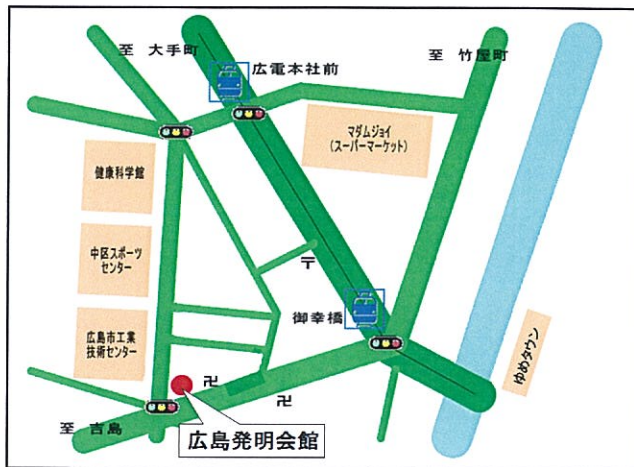 至 大手町
広電本社前
至 竹屋町
マダムジョイ
(スーパーマーケット)
健康科学館
中区スポーツ
センター
〒
御幸橋
広島市工業
技術センター
ゆめタウン
卍
卍
至 吉島
広島発明会館